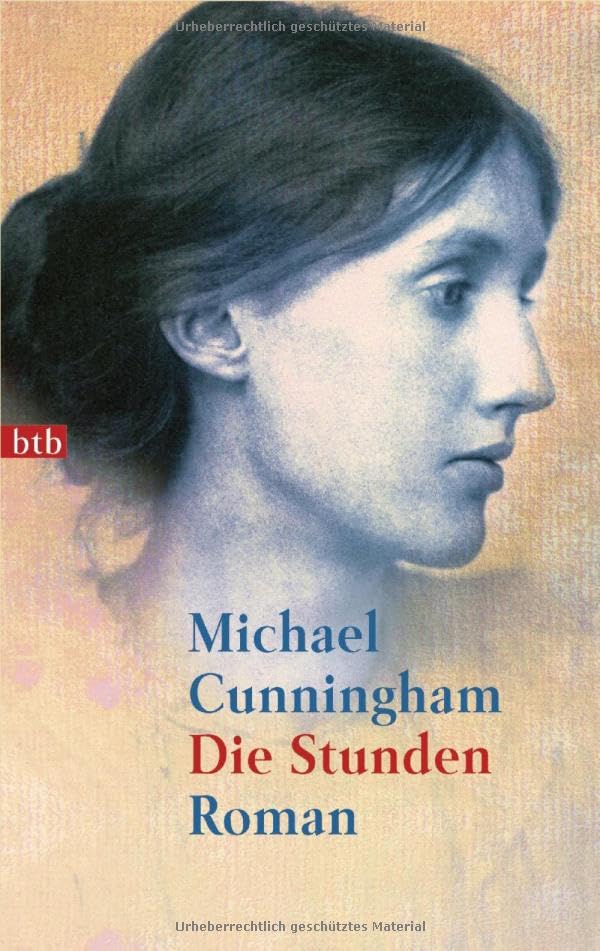 Urheberrechtlich geschütztes Material
btb
Michael
Cunningham
Die Stunden
Roman
Urheberrechtlich geschütztes Material